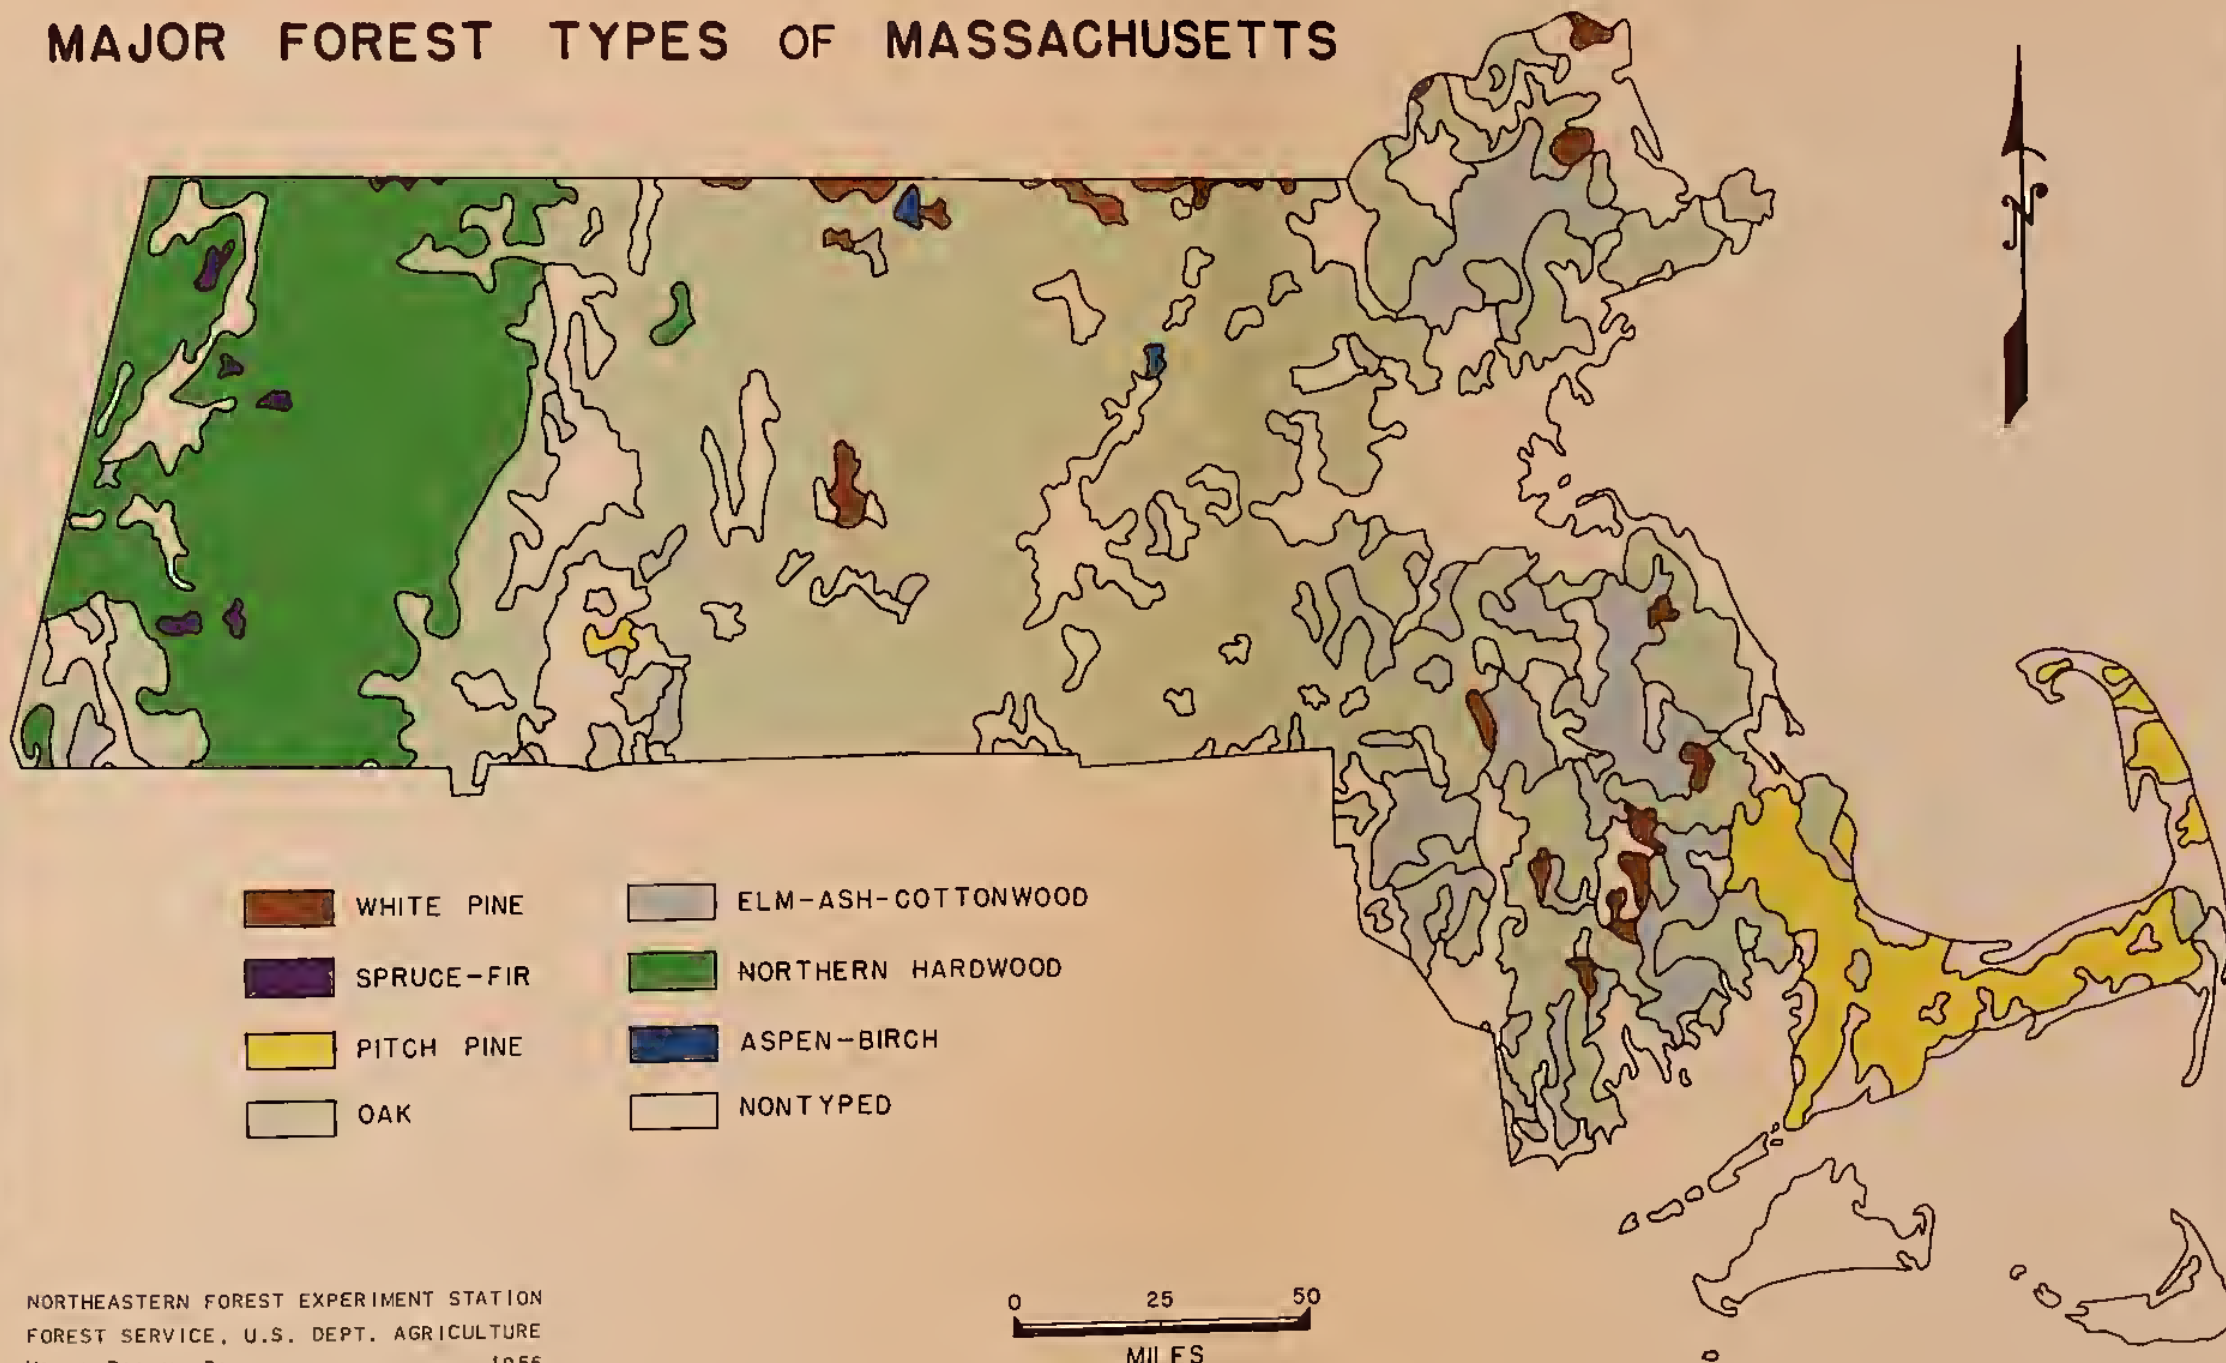 MAJOR FOREST TYPES OF MASSACHUSETTS
N
WHITE PINE
SPRUCE-FIR
PITCH PINE
OAK
ELM-ASH-COTTONWOOD
NORTHERN HARDWOOD
ASPEN-BIRCH
NONTYPED
NORTHEASTERN FOREST EXPERIMENT STATION
FOREST SERVICE, U.S. DEPT. AGRICULTURE
0 25 50
MILES